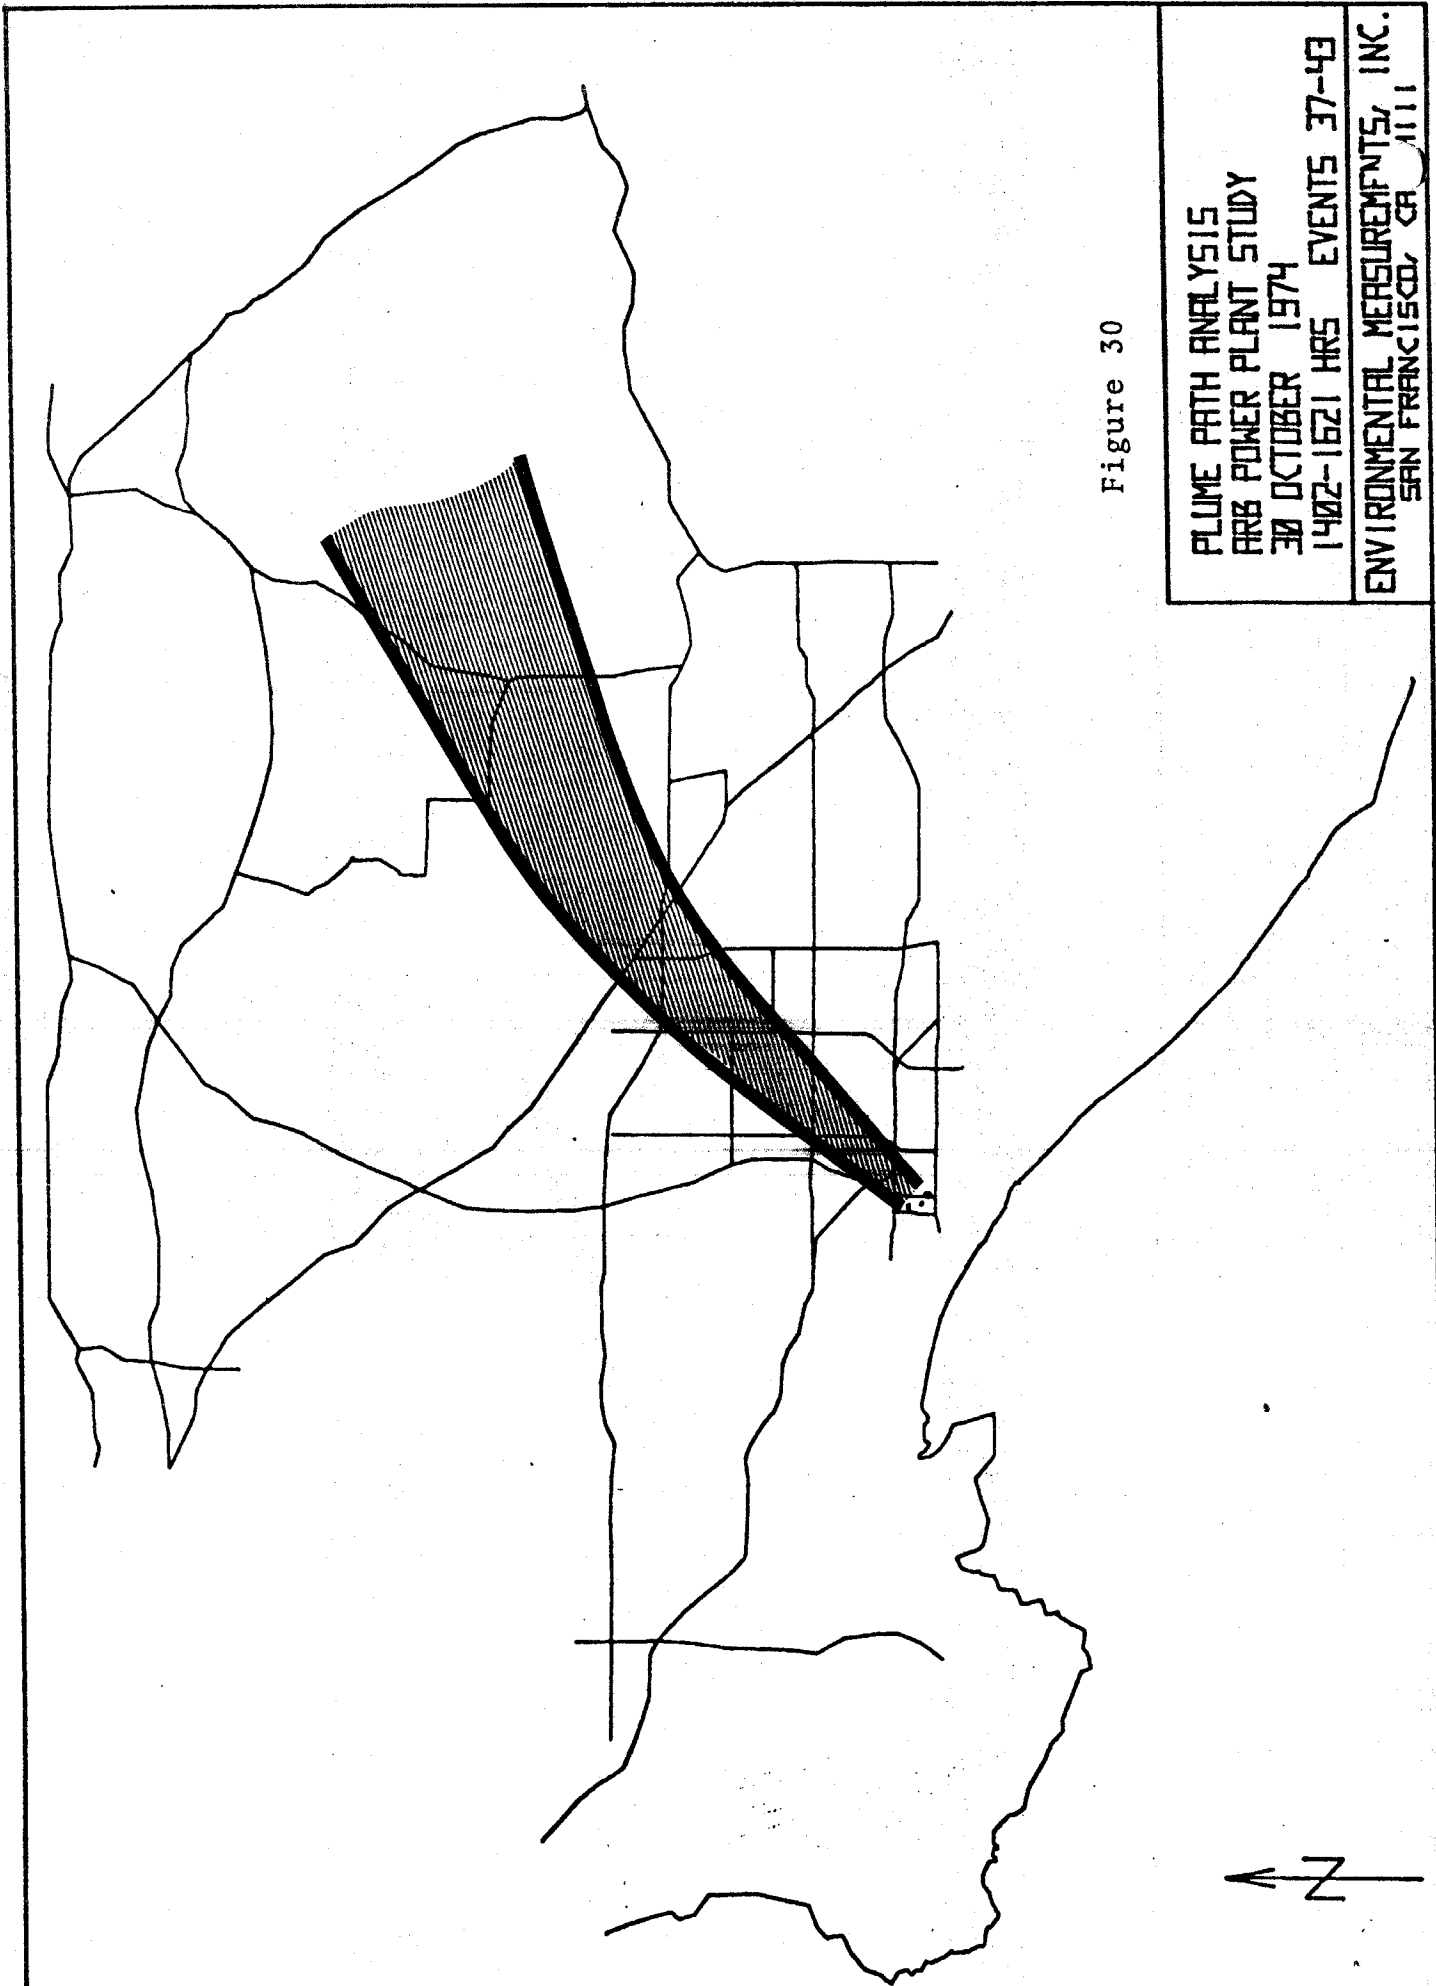 Figure 30
PLUME PATH ANALYSIS
ARB POWER PLANT STUDY
30 OCTOBER 1974
1402-1621 HRS EVENTS 37-43
ENVIRONMENTAL MEASUREMENTS, INC.
SAN FRANCISCO, CA 1111
N